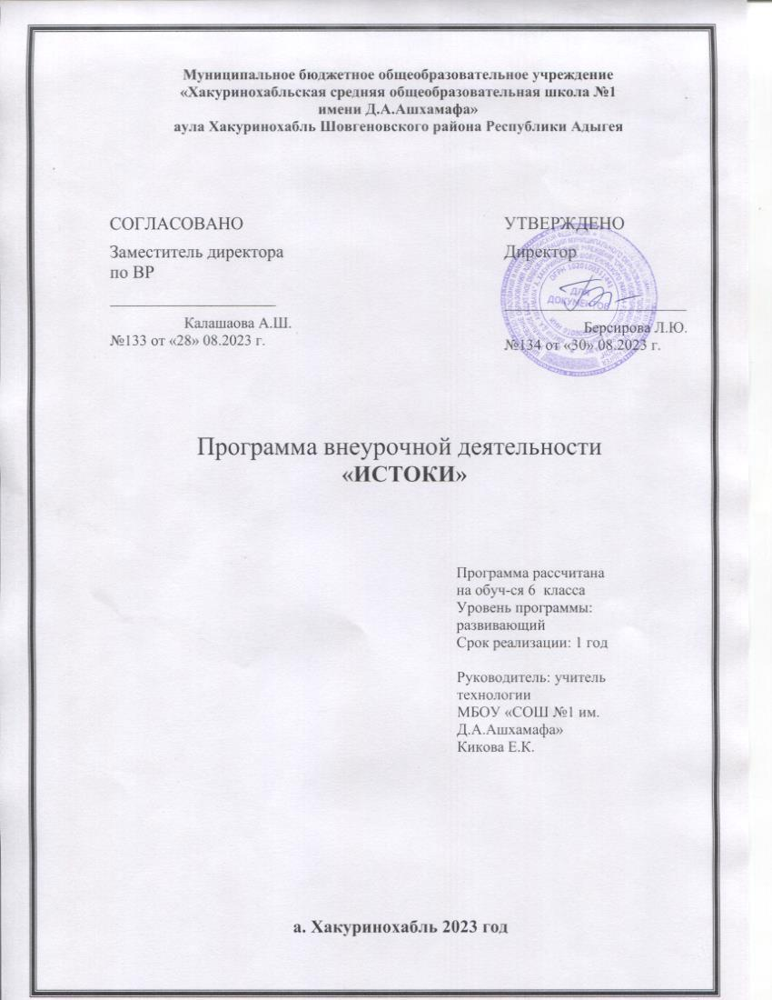 Муниципальное бюджетное общеобразовательное учреждение
«Хакуринохабльская средняя общеобразовательная школа №1
имени Д.А.Ашхамафа»
аула Хакуринохабль Шовгеновского района Республики Адыгея
СОГЛАСОВАНО
Заместитель директора
по ВР
Калашаова А.Ш.
№133 от «28» 08.2023 г.
УТВЕРЖДЕНО
Директор
ДЛЯ
ДОКУМЕНТОВ
Берсирова Л.Ю.
№134 от «30» 08.2023 г.
Программа внеурочной деятельности
«ИСТОКИ»
Программа рассчитана
на обуч-ся 6 класса
Уровень программы:
развивающий
Срок реализации: 1 год
Руководитель: учитель
технологии
МБОУ «СОШ №1 им.
Д.А.Ашхамафа»
Кикова Е.К.
а. Хакуринохабль 2023 год